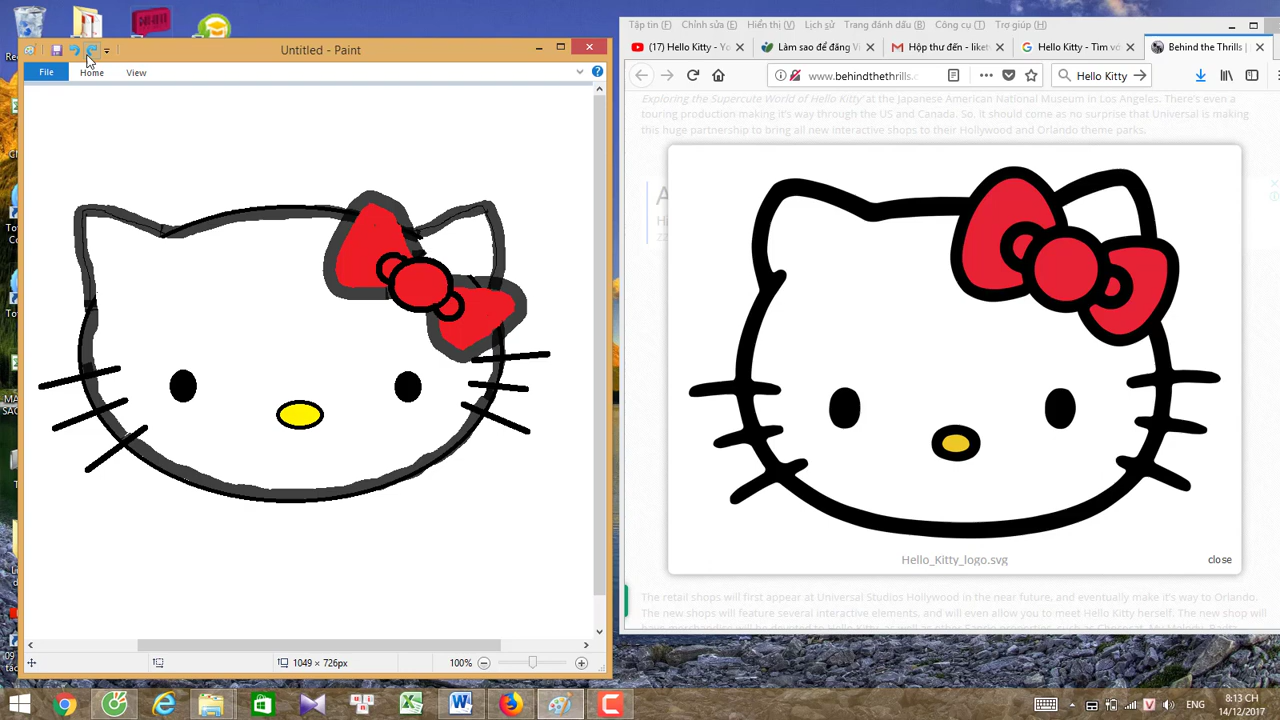 Untitled - Paint
File
Home
View
1049 × 726px
100%
Tập tin (F)
Chỉnh sửa (E)
Hiển thị (V)
Lịch sử
Trang đánh dấu (B)
Công cụ (T)
Trợ giúp (H)
(17) Hello Kitty - Yo
Làm sao để đáng Vi
Hộp thư đến - liket
Hello Kitty - Tìm vớ
Behind the Thrills |
www.behindthethrills.c
Hello Kitty
Exploring the Supercute World of Hello Kitty' at the Japanese American National Museum in Los Angeles. There's even a
touring production making it's way through the US and Canada. So. It should come as no surprise that Universal is making
this huge partnership to bring all new interactive shops to their Hollywood and Orlando theme parks.
Hello_Kitty_logo.svg
close
The retail shops will first appear at Universal Studios Hollywood in the near future, and eventually make it's way to Orlando.
The new shops will feature several interactive elements, and will even allow you to meet Hello Kitty herself. The new shop will
ENG
8:13 CH
14/12/2017